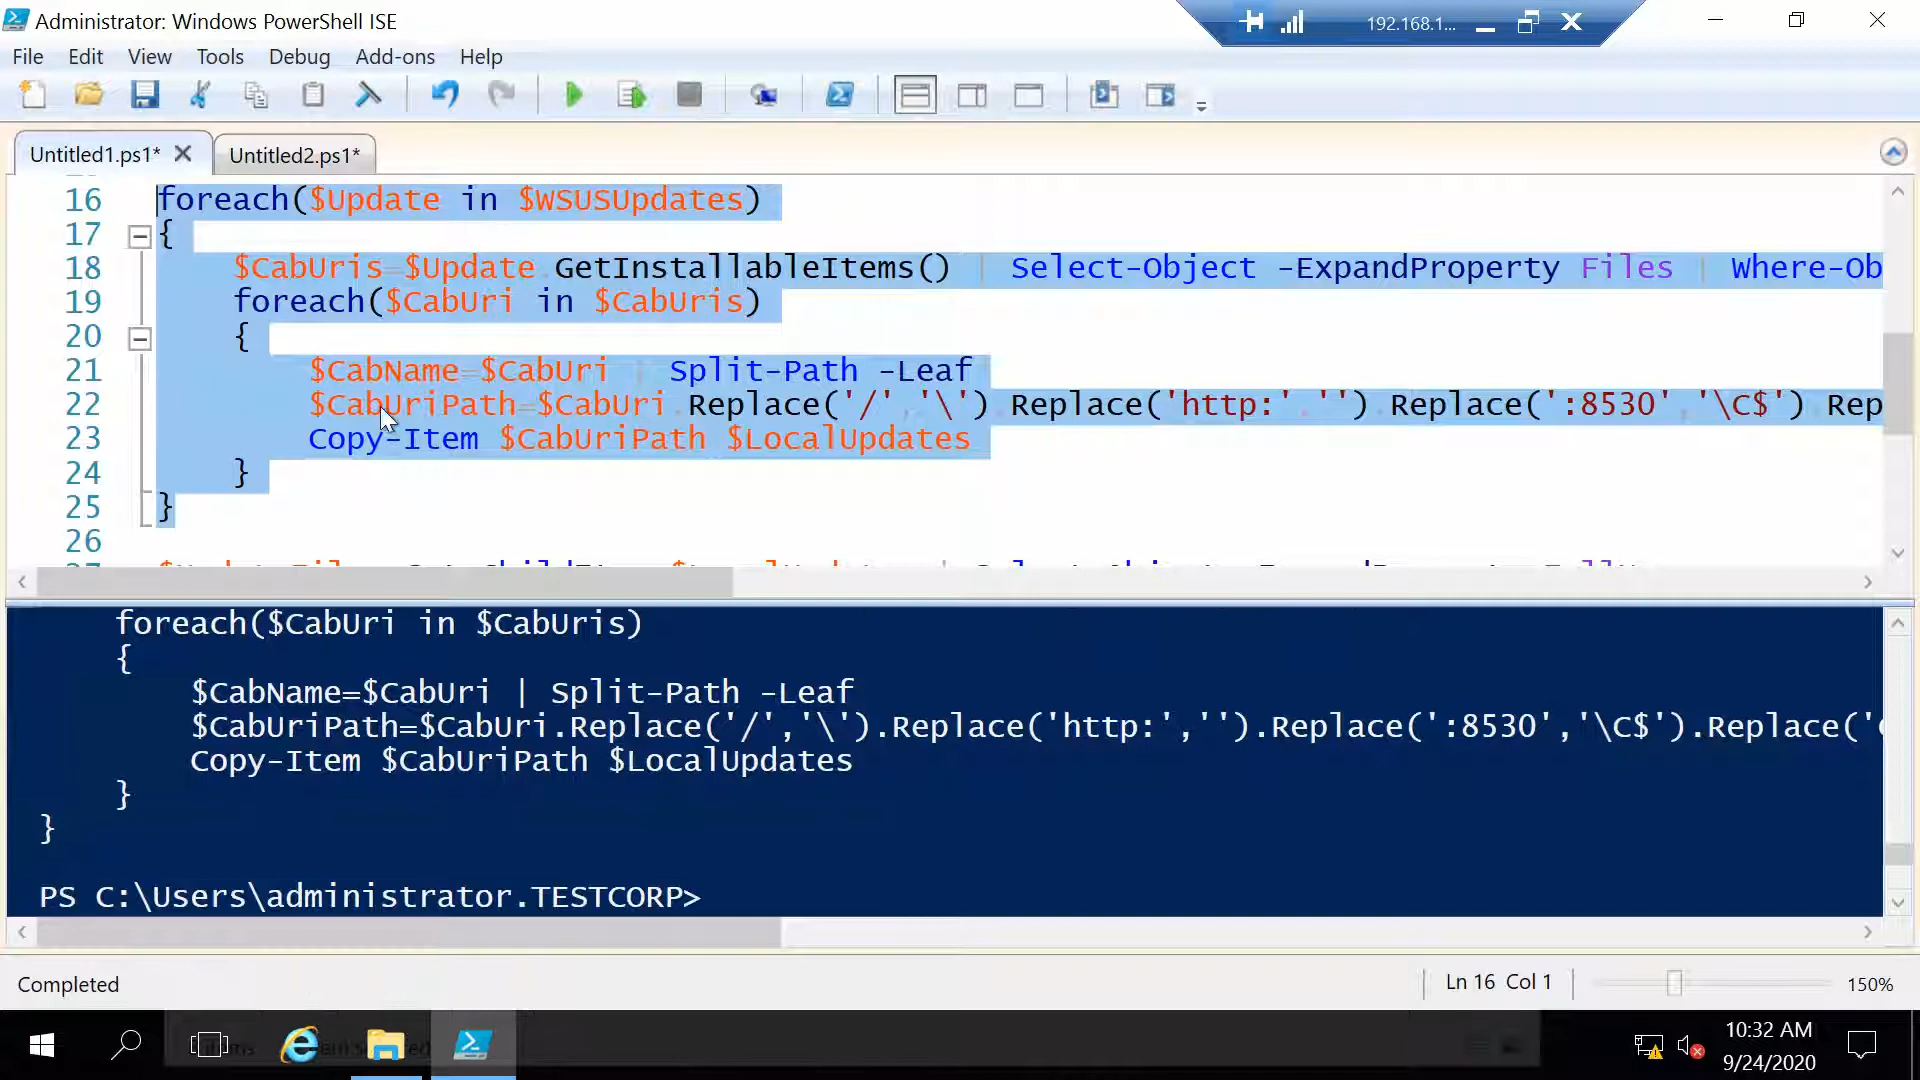 Administrator: Windows PowerShell ISE
192.168.1...
File Edit View Tools Debug Add-ons Help
Untitled1.ps1* Untitled2.ps1*
16 foreach($Update in $WSUSUpdates)
17 {
18 $CabUris=$Update.GetInstallableItems() | Select-Object -ExpandProperty Files | Where-Ob
19 foreach($CabUri in $CabUris)
20 {
21 $CabName=$CabUri | Split-Path -Leaf
22 $CabUriPath=$CabUri.Replace('/','\').Replace('http:','').Replace(':8530','\C$').Rep
23 Copy-Item $CabUriPath $LocalUpdates
24 }
25 }
26
foreach($CabUri in $CabUris)
{
$CabName=$CabUri | Split-Path -Leaf
$CabUriPath=$CabUri.Replace('/','\').Replace('http:','').Replace(':8530','\C$').Replace('
Copy-Item $CabUriPath $LocalUpdates
}
}
PS C:\Users\administrator.TESTCORP>
Completed
Ln 16 Col 1
150%
10:32 AM
9/24/2020